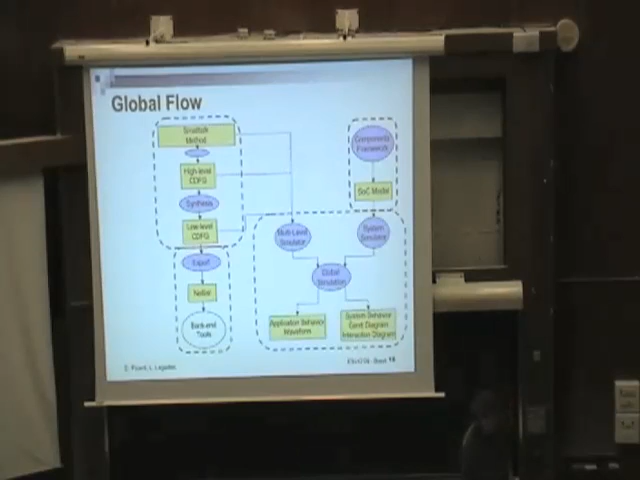 Global Flow
Smalltalk
Method
Components
Framework
High-level
CDFG
SoC Model
Synthesis
Low-level
CDFG
Multi-Level
Simulator
System
Simulator
Export
Global
Simulation
Netlist
Back-end
Tools
Application Behavior
Waveform
System Behavior
Gantt Diagram
Interaction Diagram
L. Lagadec